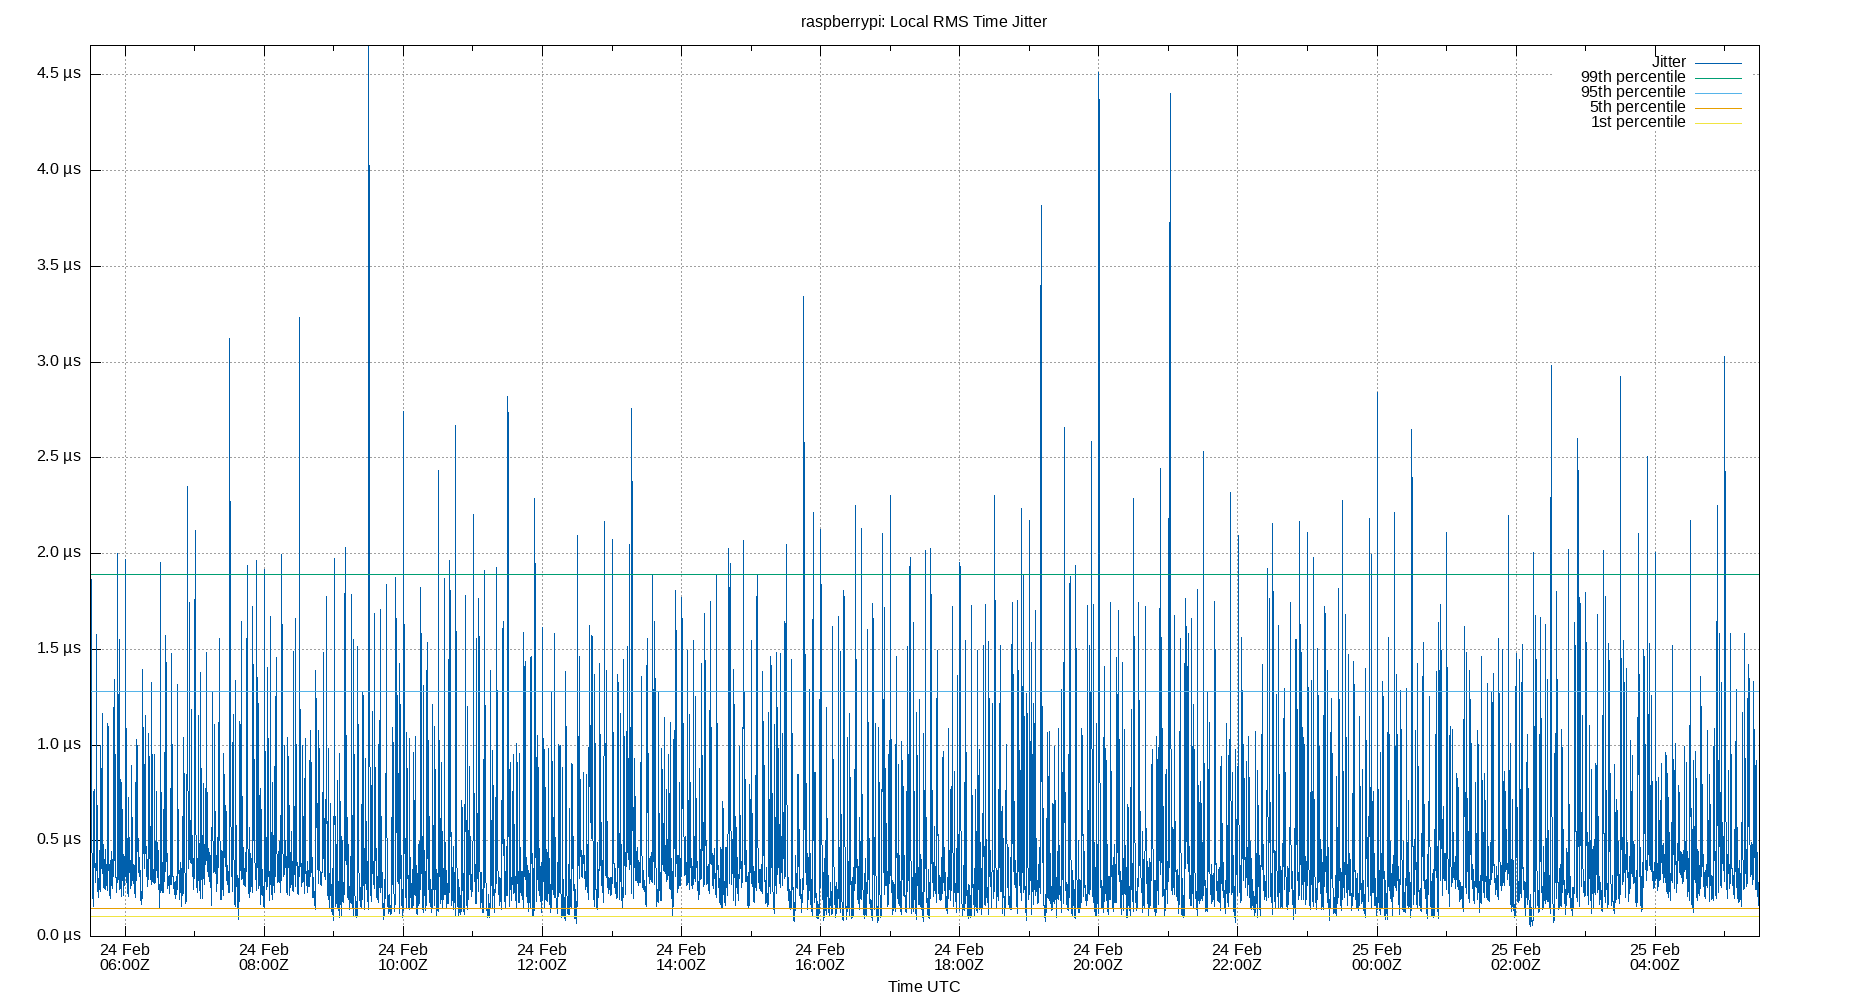 raspberrypi: Local RMS Time Jitter
Jitter
99th percentile
95th percentile
5th percentile
1st percentile
4.5 µs
4.0 µs
3.5 µs
3.0 µs
2.5 µs
2.0 µs
1.5 µs
1.0 µs
0.5 µs
0.0 µs
24 Feb 24 Feb 24 Feb 24 Feb 24 Feb 24 Feb 24 Feb 24 Feb 24 Feb 25 Feb 25 Feb 25 Feb
06:00Z 08:00Z 10:00Z 12:00Z 14:00Z 16:00Z 18:00Z 20:00Z 22:00Z 00:00Z 02:00Z 04:00Z
Time UTC